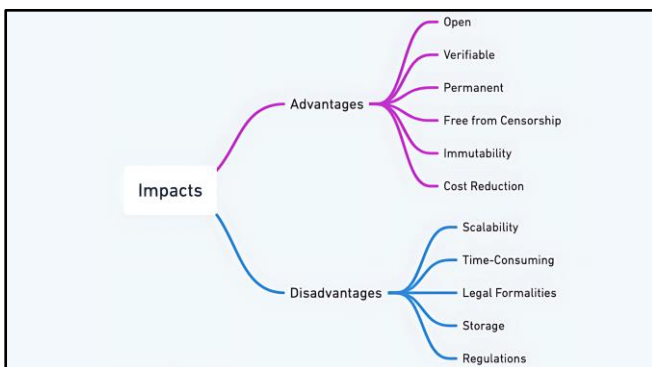 Impacts
Advantages
Open
Verifiable
Permanent
Free from Censorship
Immutability
Cost Reduction
Disadvantages
Scalability
Time-Consuming
Legal Formalities
Storage
Regulations